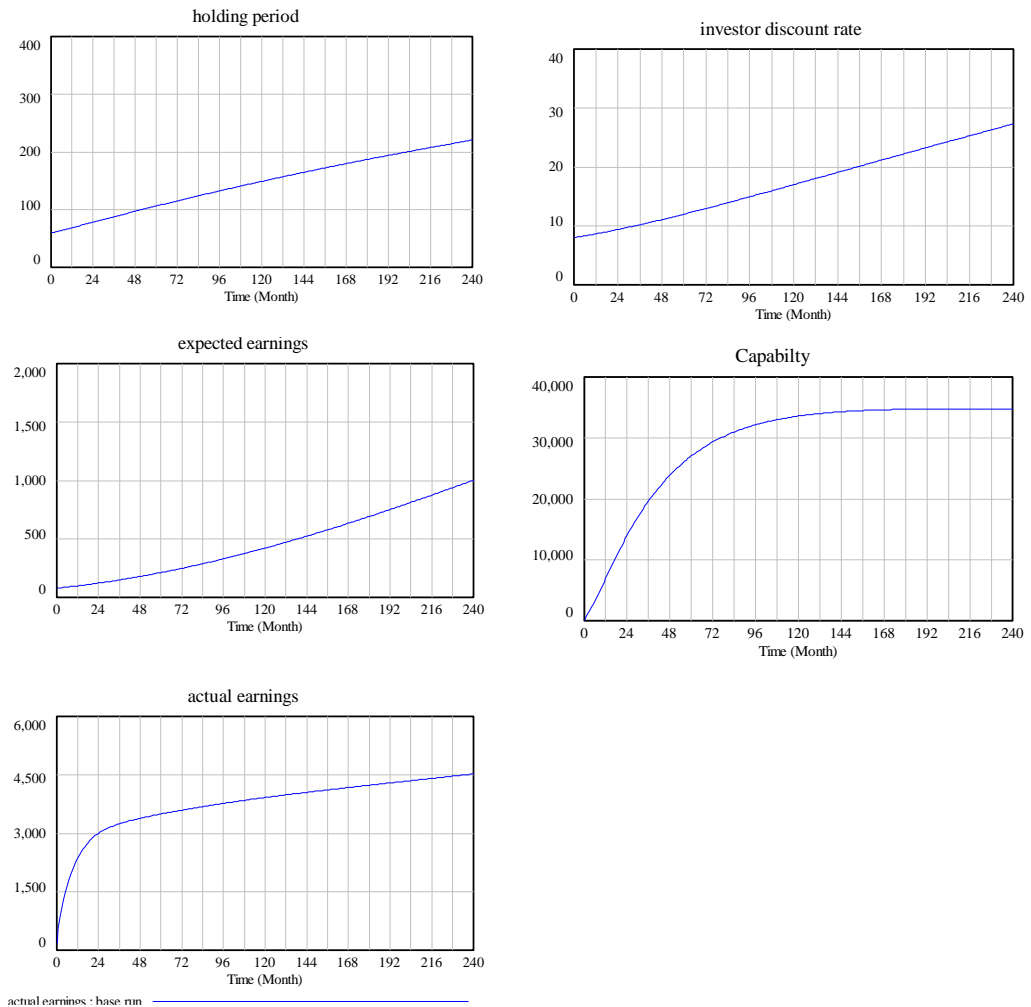 holding period
400
300
200
100
0
0 24 48 72 96 120 144 168 192 216 240
Time (Month)
investor discount rate
40
30
20
10
0
0 24 48 72 96 120 144 168 192 216 240
Time (Month)
expected earnings
2,000
1,500
1,000
500
0
0 24 48 72 96 120 144 168 192 216 240
Time (Month)
Capabilty
40,000
30,000
20,000
10,000
0
0 24 48 72 96 120 144 168 192 216 240
Time (Month)
actual earnings
6,000
4,500
3,000
1,500
0
0 24 48 72 96 120 144 168 192 216 240
Time (Month)
actual earnings : base run